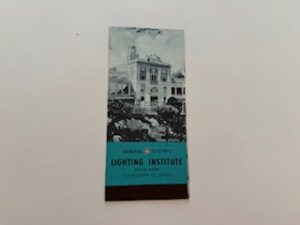 GENERAL ELECTRIC
LIGHTING INSTITUTE
NELA PARK
CLEVELAND 12, OHIO